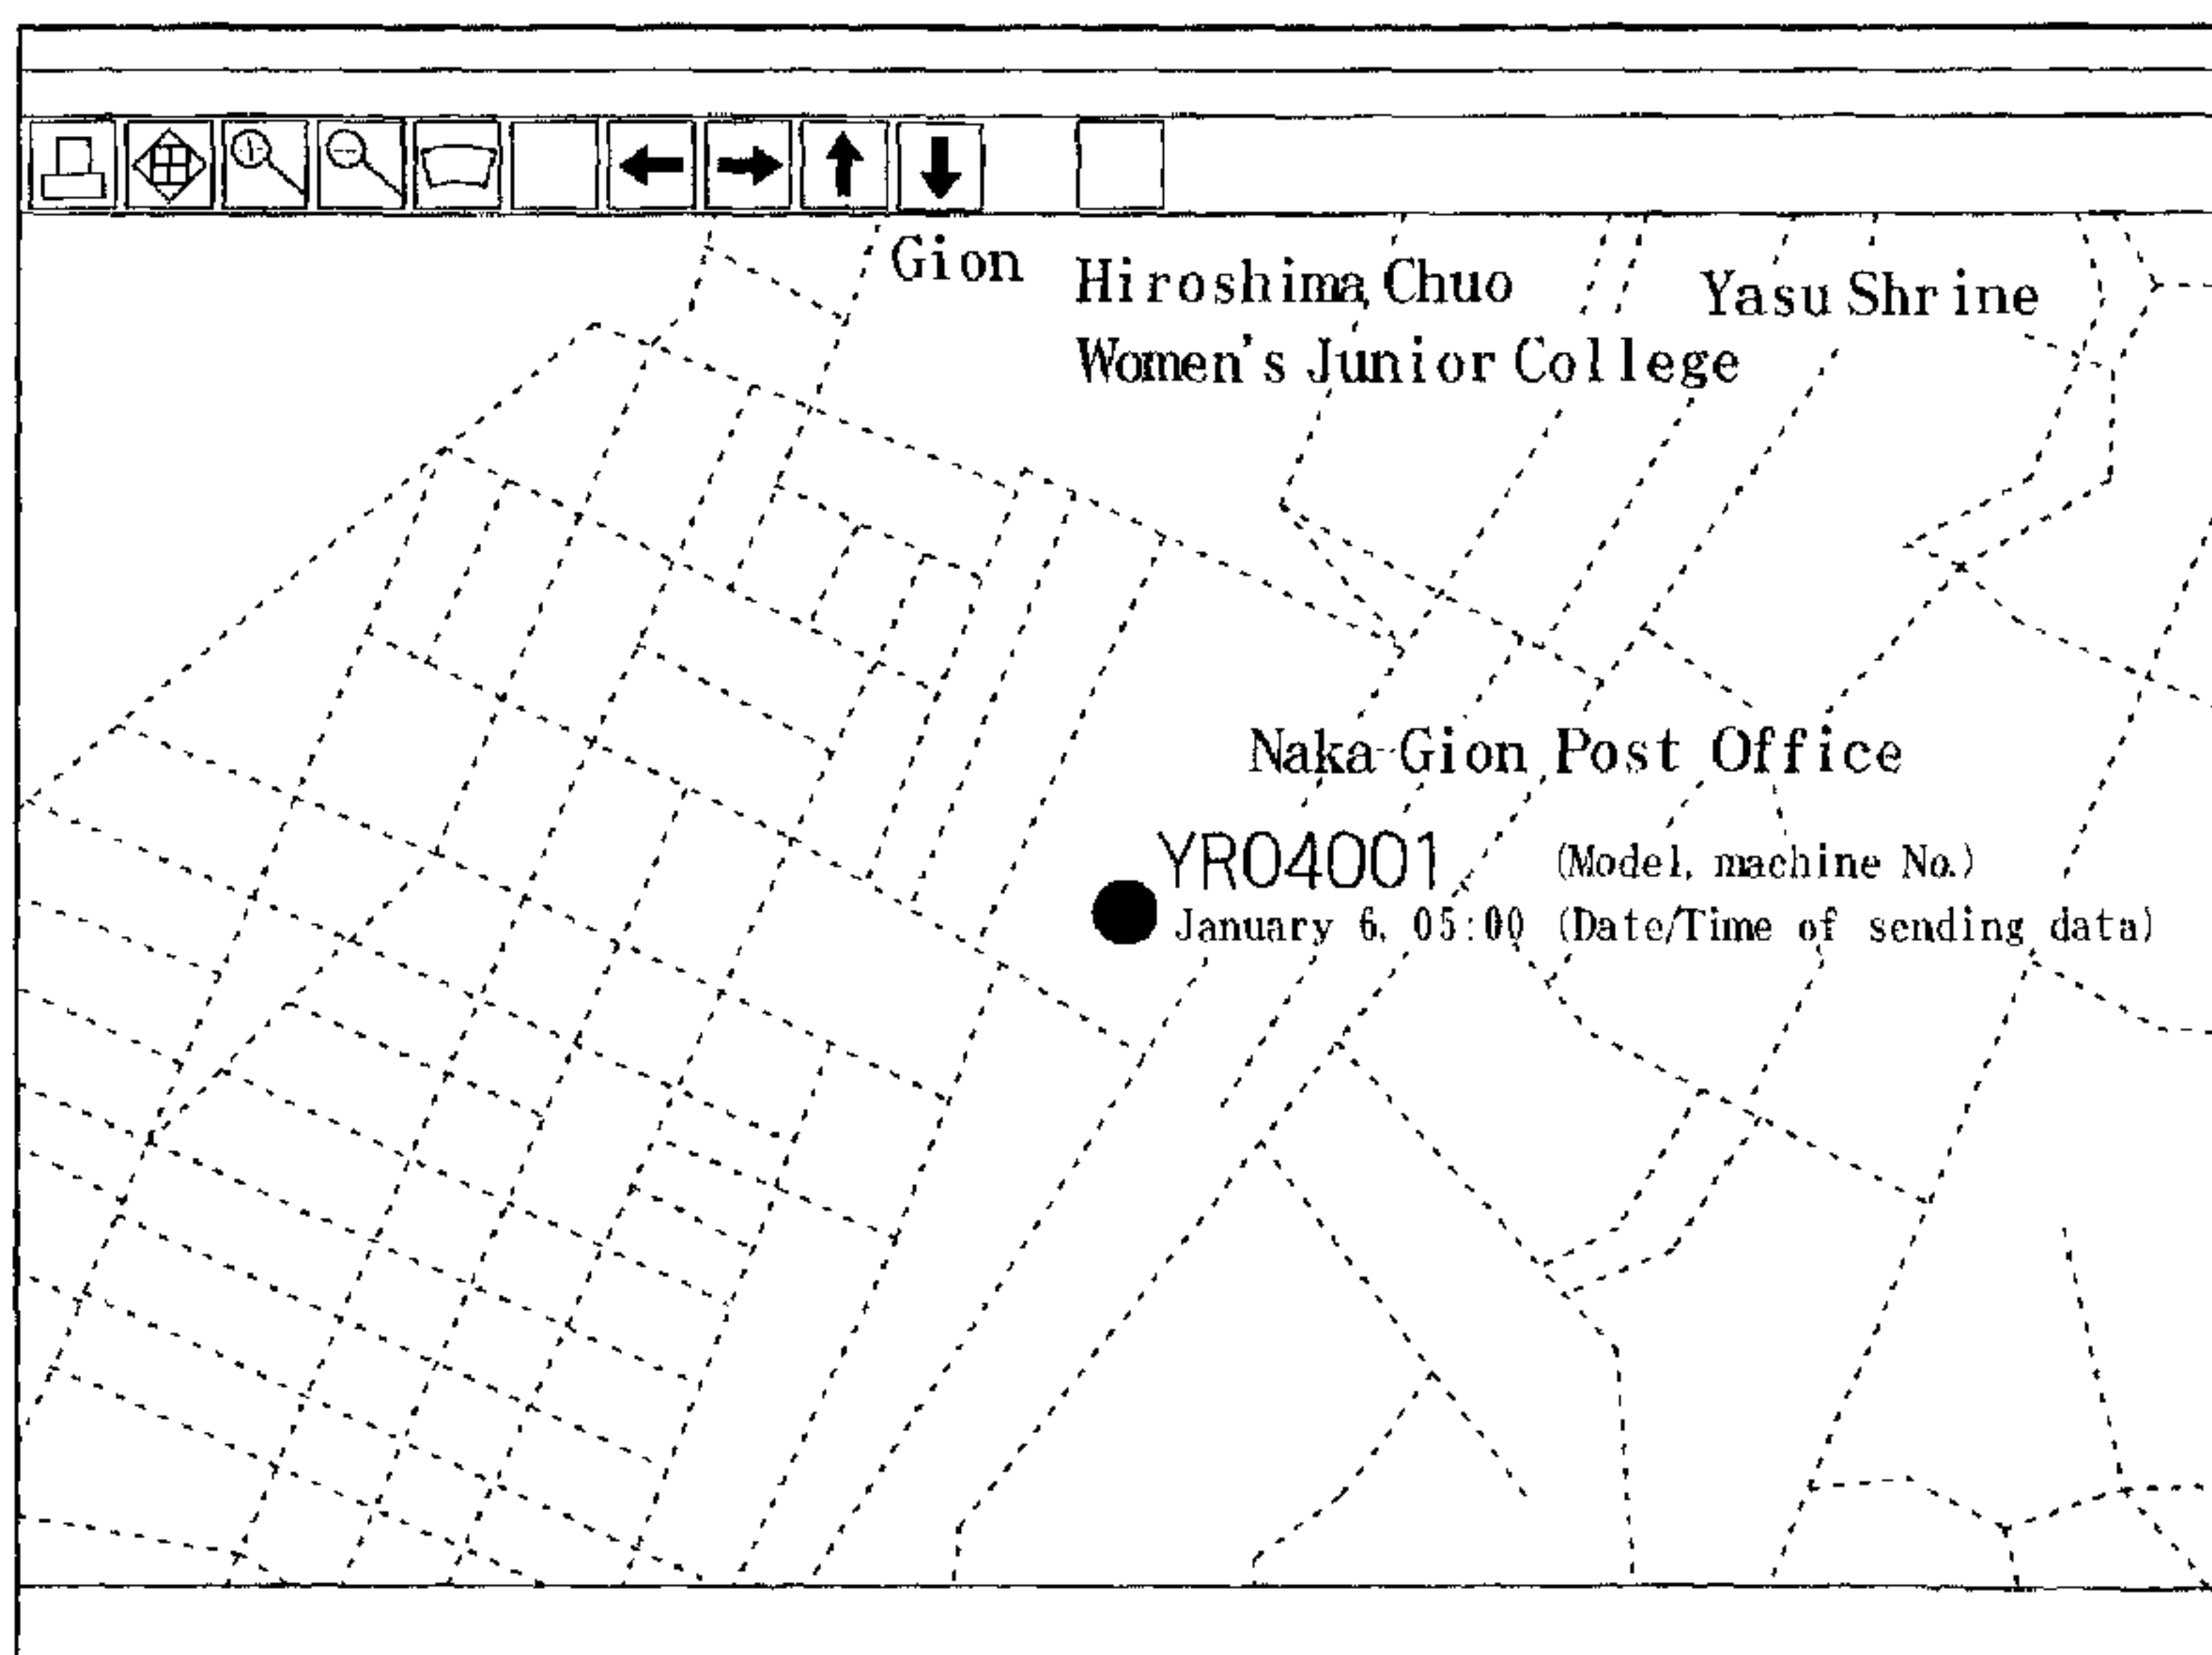 Gion
Hiroshima Chuo
Women's Junior College
Yasu Shrine
Naka-Gion Post Office
YR04001 (Model, machine No.)
January 6, 05:00 (Date/Time of sending data)